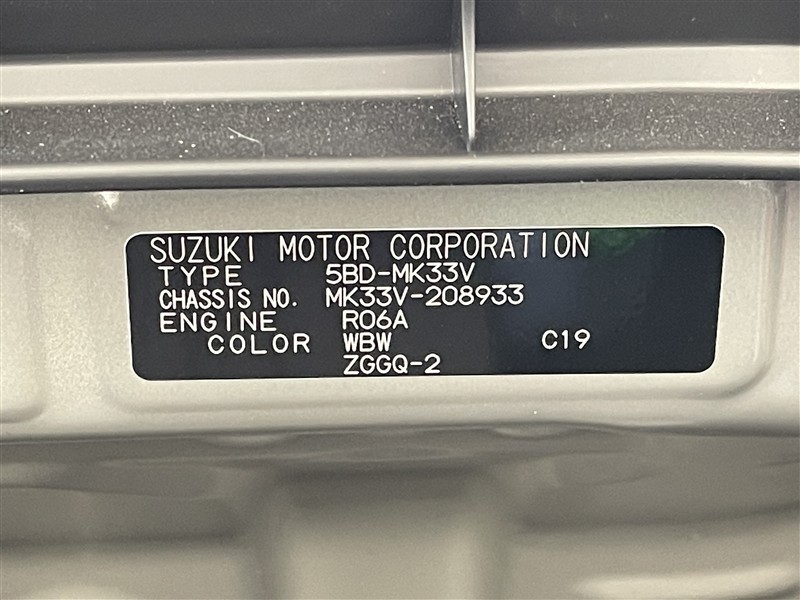 SUZUKI MOTOR CORPORATION
TYPE 5BD-MK33V
CHASSIS NO. MK33V-208933
ENGINE R06A
COLOR WBW C19
ZGGQ-2